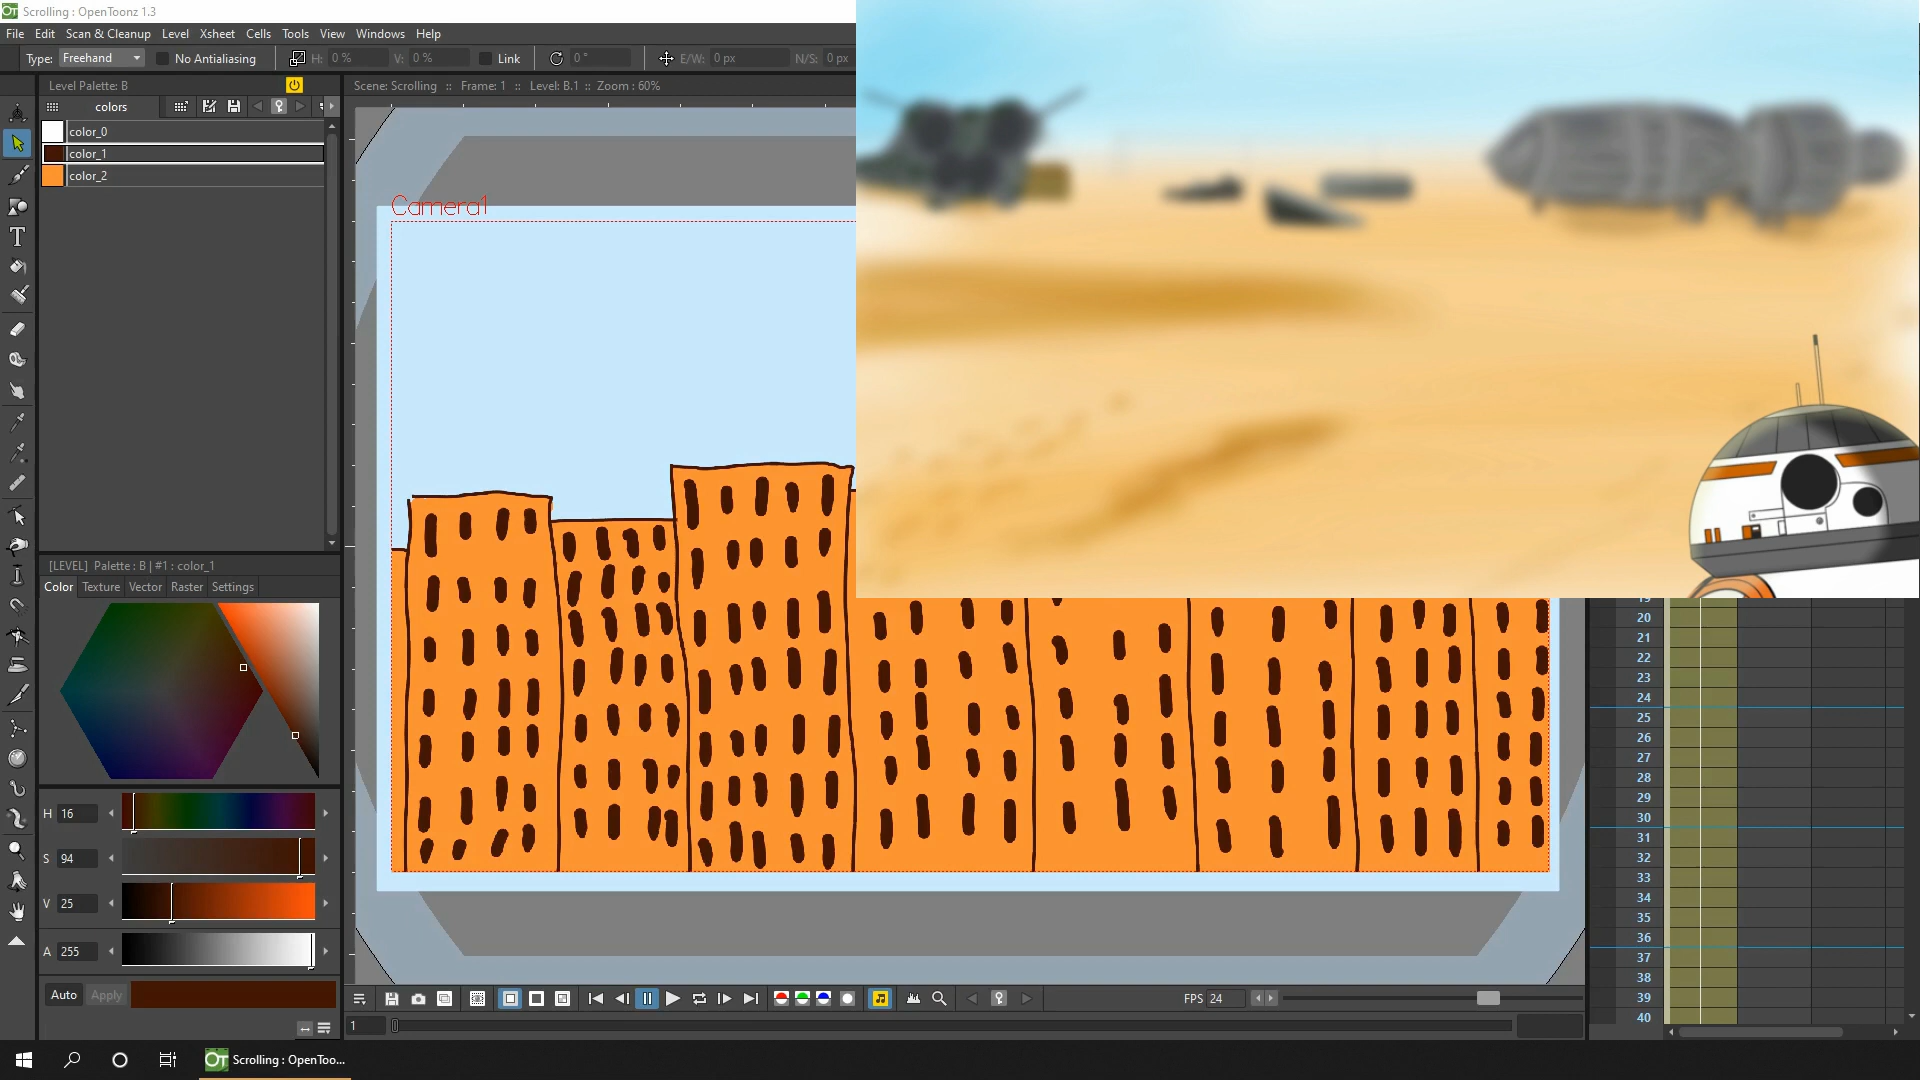 Scrolling : OpenToonz 1.3
File Edit Scan & Cleanup Level Xsheet Cells Tools View Windows Help
Type: Freehand No Antialiasing H: 0 % V: 0 % Link 0 ° E/W: 0 px N/S: 0 px
Level Palette: B
Scene: Scrolling :: Frame: 1 :: Level: B.1 :: Zoom : 60%
colors
color_0
color_1
color_2
Camera1
[LEVEL] Palette : B | #1 : color_1
Color Texture Vector Raster Settings
H 16
S 94
V 25
A 255
Auto Apply
20
21
22
23
24
25
26
27
28
29
30
31
32
33
34
35
36
37
38
39
40
FPS 24
1
Scrolling : OpenToo...